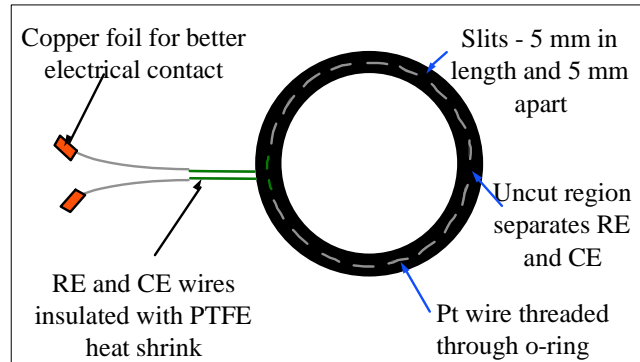 Copper foil for better
electrical contact
Slits - 5 mm in
length and 5 mm
apart
Uncut region
separates RE
and CE
RE and CE wires
insulated with PTFE
heat shrink
Pt wire threaded
through o-ring